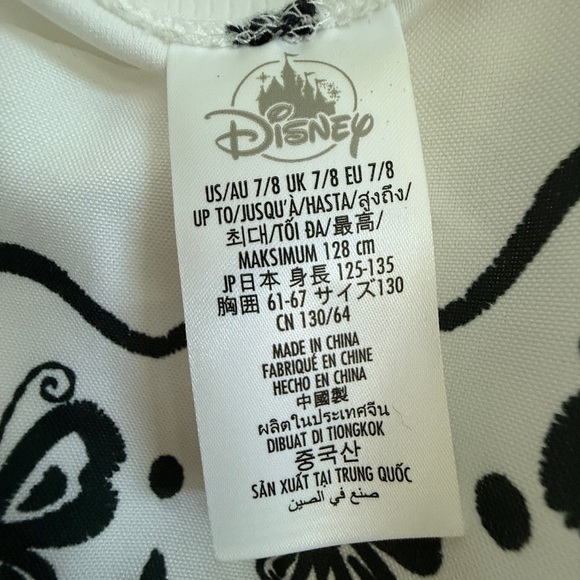 DISNEY
US/AU 7/8 UK 7/8 EU 7/8
UP TO/JUSQU'À/HASTA/สูงถึง/
최대/TỐI ĐA/最高/
MAKSIMUM 128 cm
JP日本 身長 125-135
胸囲 61-67 サイズ130
CN 130/64
MADE IN CHINA
FABRIQUÉ EN CHINE
HECHO EN CHINA
中國製
ผลิตในประเทศจีน
DIBUAT DI TIONGKOK
중국산
SẢN XUẤT TẠI TRUNG QUỐC
صنع في الصين